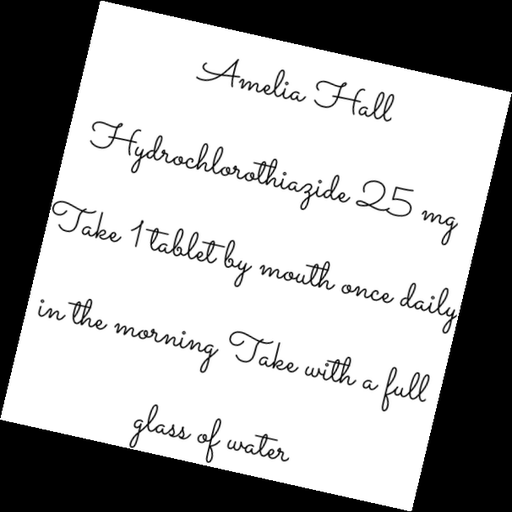 Amelia Hall
Hydrochlorothiazide 25 mg
Take 1 tablet by mouth once daily
in the morning Take with a full
glass of water